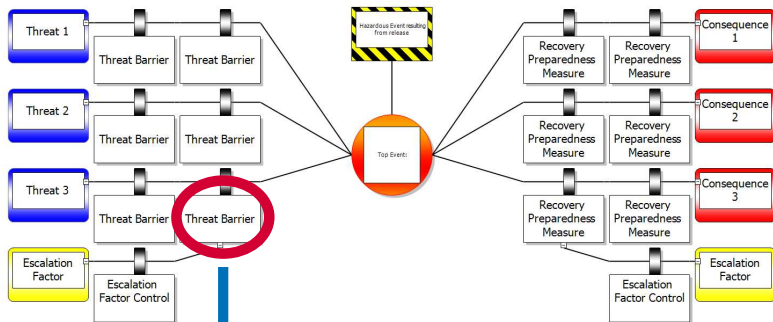 Hazardous Event resulting
from release
Threat 1
Threat Barrier
Threat Barrier
Recovery
Preparedness
Measure
Recovery
Preparedness
Measure
Consequence
1
Threat 2
Threat Barrier
Threat Barrier
Top Event:
Recovery
Preparedness
Measure
Recovery
Preparedness
Measure
Consequence
2
Threat 3
Threat Barrier
Threat Barrier
Recovery
Preparedness
Measure
Recovery
Preparedness
Measure
Consequence
3
Escalation
Factor
Escalation
Factor Control
Escalation
Factor Control
Escalation
Factor